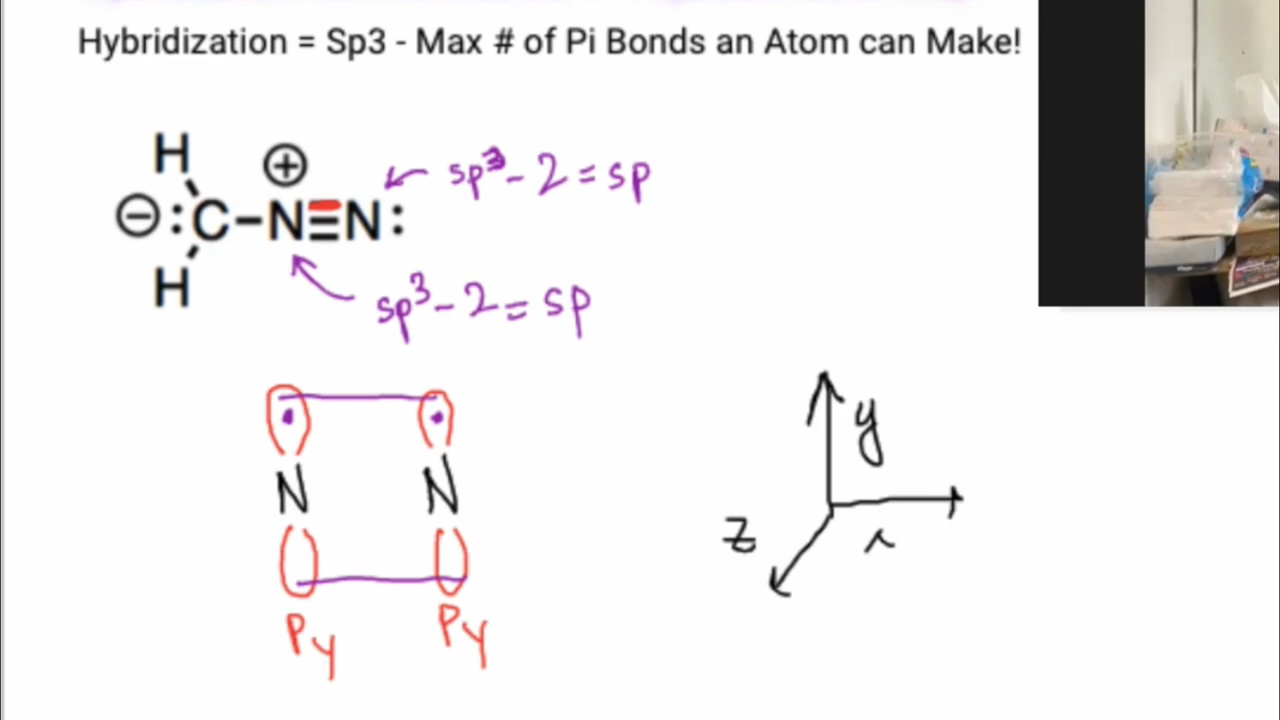 Hybridization = Sp3 - Max # of Pi Bonds an Atom can Make!
H
⊕
sp³ - 2 = sp
⊖ :C-N≡N:
H
sp³ - 2 = sp
y
N N
z x
Py Py